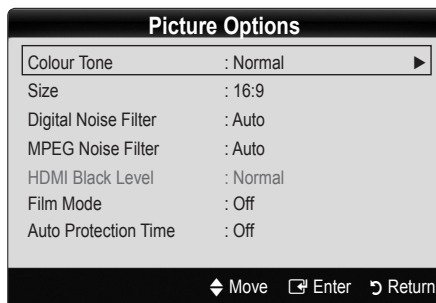 Picture Options
Colour Tone : Normal ▶
Size : 16:9
Digital Noise Filter : Auto
MPEG Noise Filter : Auto
HDMI Black Level : Normal
Film Mode : Off
Auto Protection Time : Off
Move Enter Return